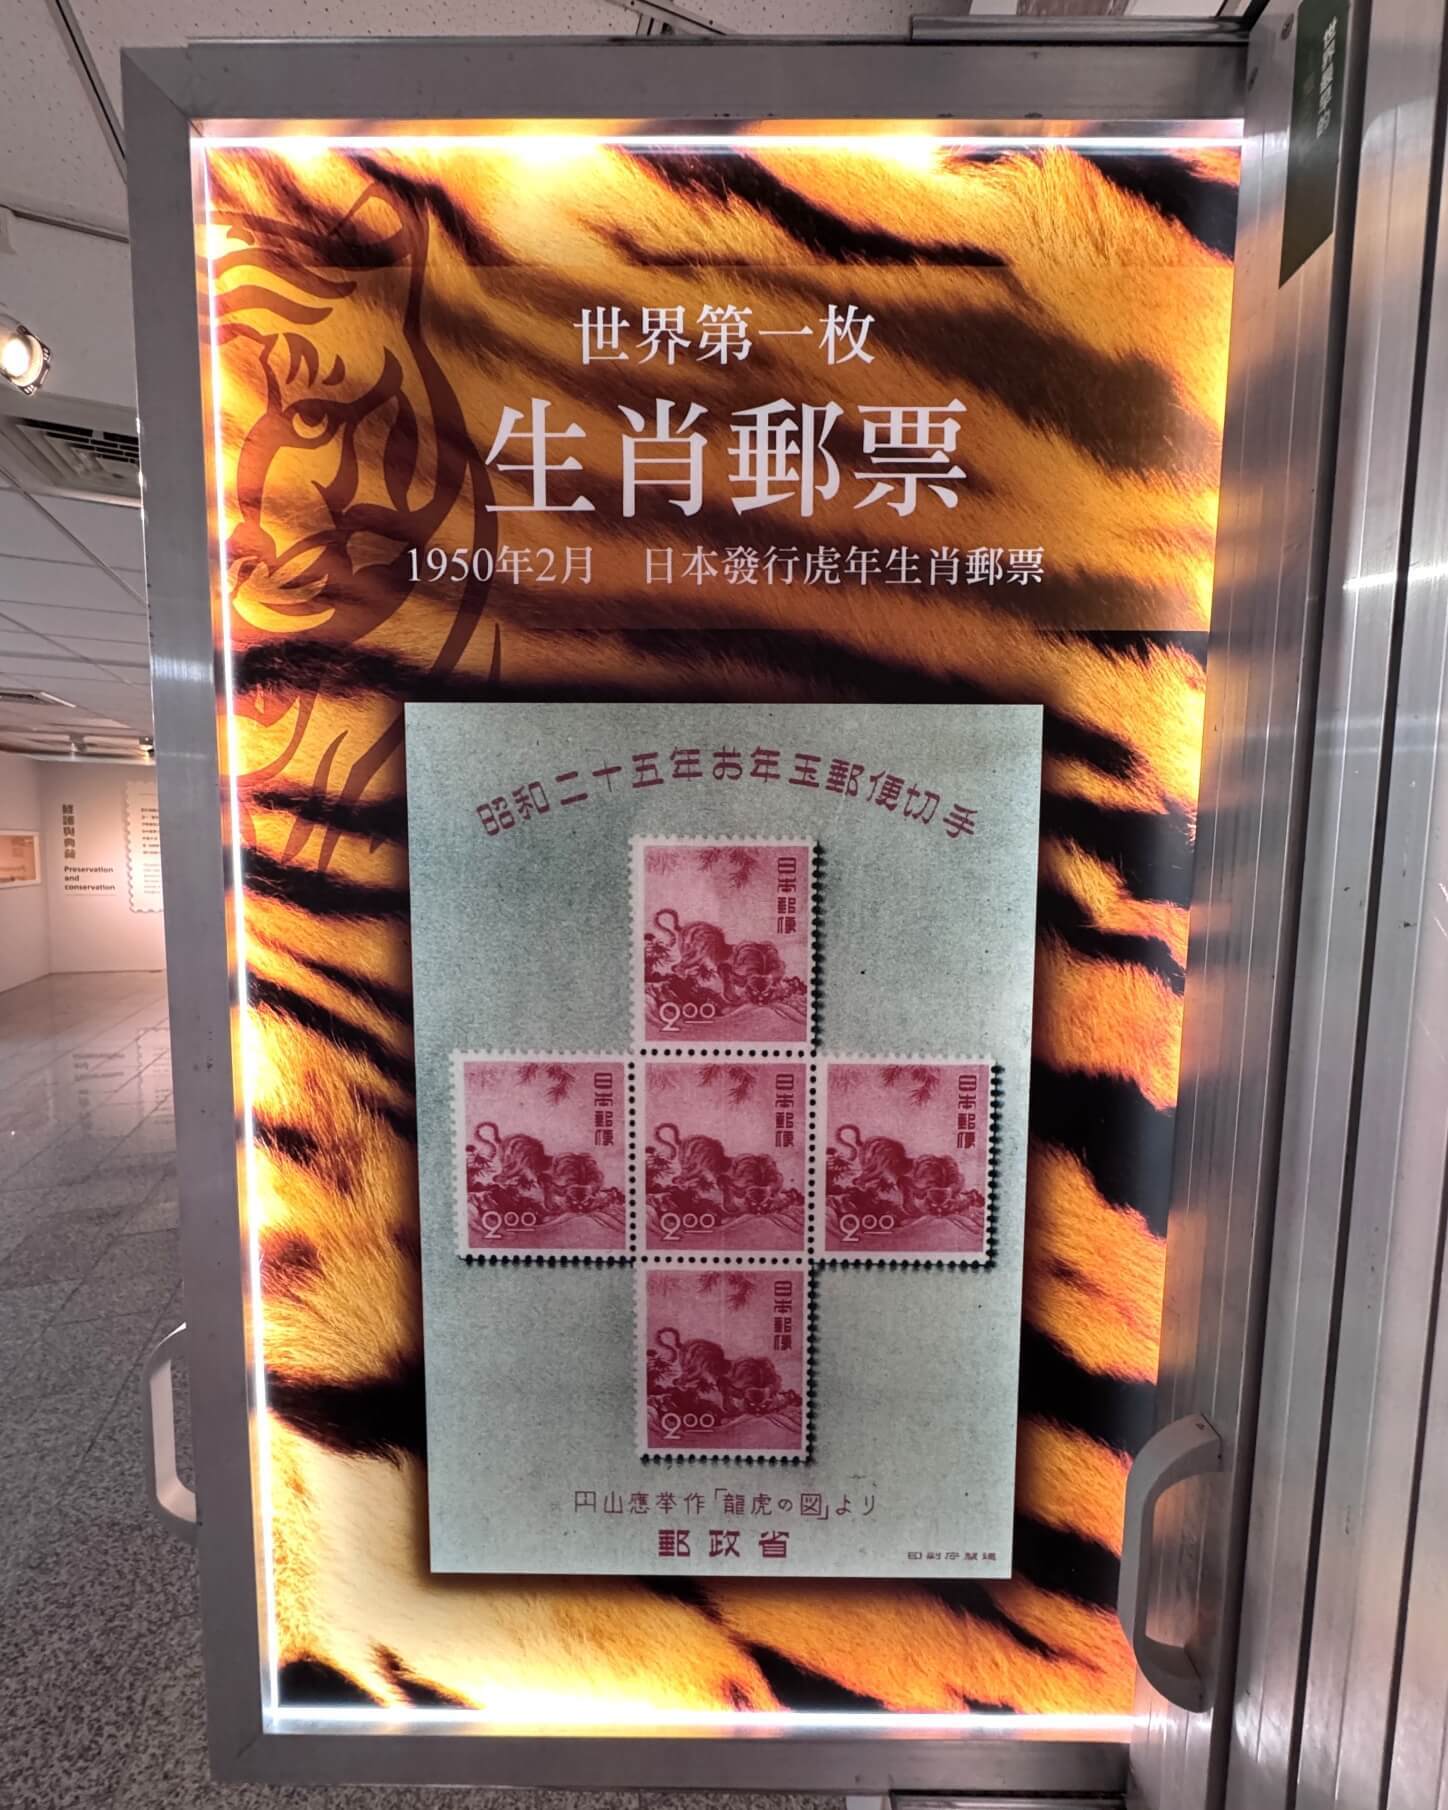 世界第一枚
生肖郵票
1950年2月　日本發行虎年生肖郵票
昭和二十五年お年玉郵便切手
日本郵便
2.00
日本郵便
2.00
日本郵便
2.00
日本郵便
2.00
日本郵便
2.00
円山應挙作「龍虎の図」より
郵政省
印刷庁製造
Preservation
and
conservation